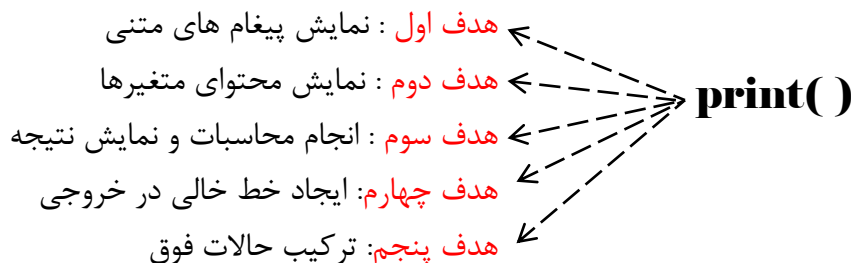 print( )
هدف اول : نمایش پیغام های متنی
هدف دوم : نمایش محتوای متغیرها
هدف سوم : انجام محاسبات و نمایش نتیجه
هدف چهارم: ایجاد خط خالی در خروجی
هدف پنجم: ترکیب حالات فوق